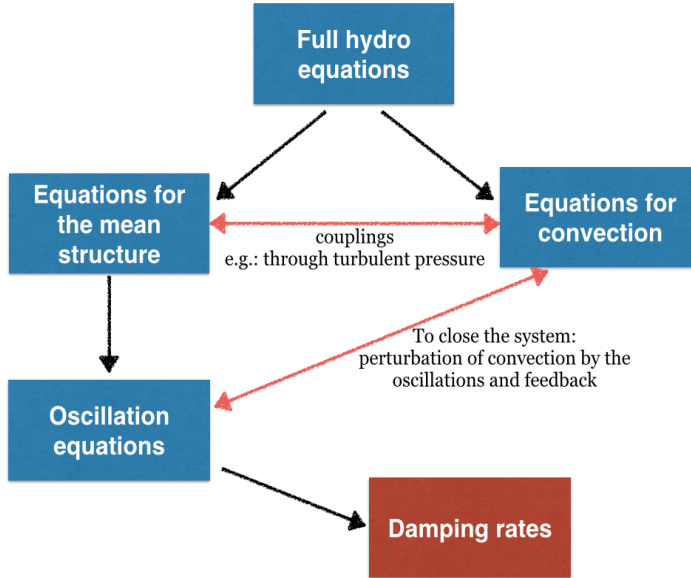 Full hydro
equations
Equations for
the mean
structure
Equations for
convection
couplings
e.g.: through turbulent pressure
To close the system:
perturbation of convection by the
oscillations and feedback
Oscillation
equations
Damping rates